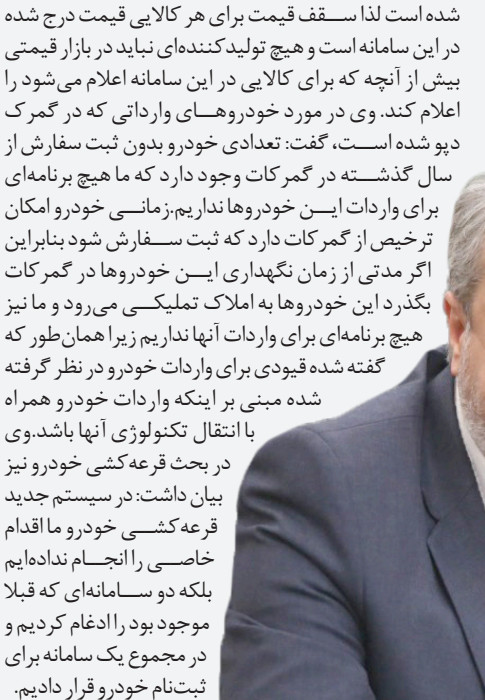 شده است لذا سقف قیمت برای هر کالایی قیمت درج شده
در این سامانه است و هیچ تولیدکننده‌ای نباید در بازار قیمتی
بیش از آنچه که برای کالایی در این سامانه اعلام می‌شود را
اعلام کند. وی در مورد خودروهای وارداتی که در گمرک
دپو شده است، گفت: تعدادی خودرو بدون ثبت سفارش از
سال گذشته در گمرکات وجود دارد که ما هیچ برنامه‌ای
برای واردات این خودروها نداریم.زمانی خودرو امکان
ترخیص از گمرکات دارد که ثبت سفارش شود بنابراین
اگر مدتی از زمان نگهداری این خودروها در گمرکات
بگذرد این خودروها به املاک تملیکی می‌رود و ما نیز
هیچ برنامه‌ای برای واردات آنها نداریم زیرا همان‌طور که
گفته شده قیودی برای واردات خودرو در نظر گرفته
شده مبنی بر اینکه واردات خودرو همراه
با انتقال تکنولوژی آنها باشد.وی
در بحث قرعه‌کشی خودرو نیز
بیان داشت: در سیستم جدید
قرعه‌کشی خودرو ما اقدام
خاصی را انجام نداده‌ایم
بلکه دو سامانه‌ای که قبلا
موجود بود را ادغام کردیم و
در مجموع یک سامانه برای
ثبت‌نام خودرو قرار دادیم.